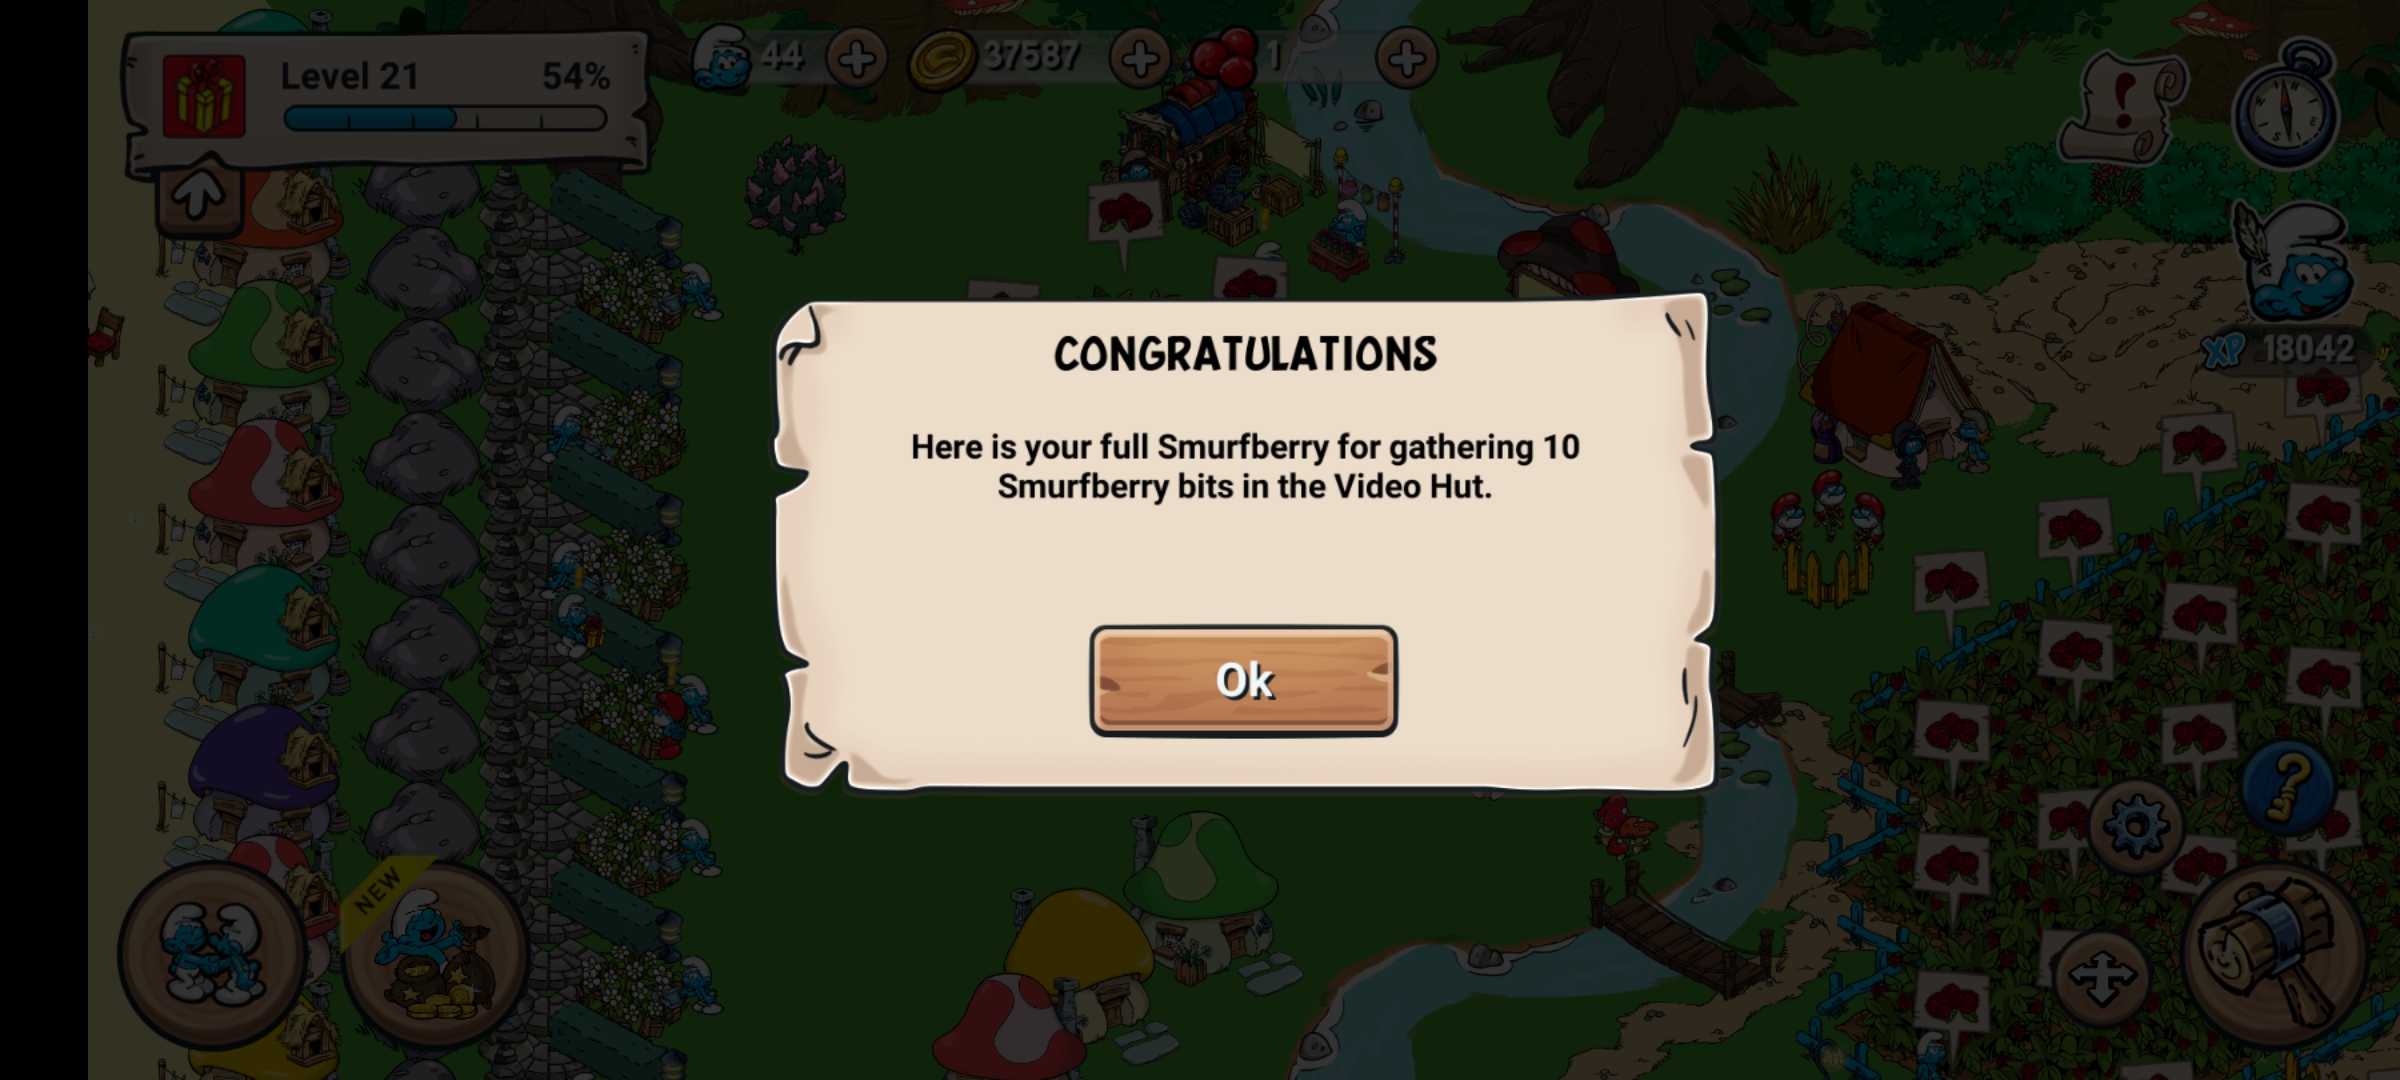 Level 21 54%
44
37587
1
XP 18042
CONGRATULATIONS
Here is your full Smurfberry for gathering 10
Smurfberry bits in the Video Hut.
Ok
NEW